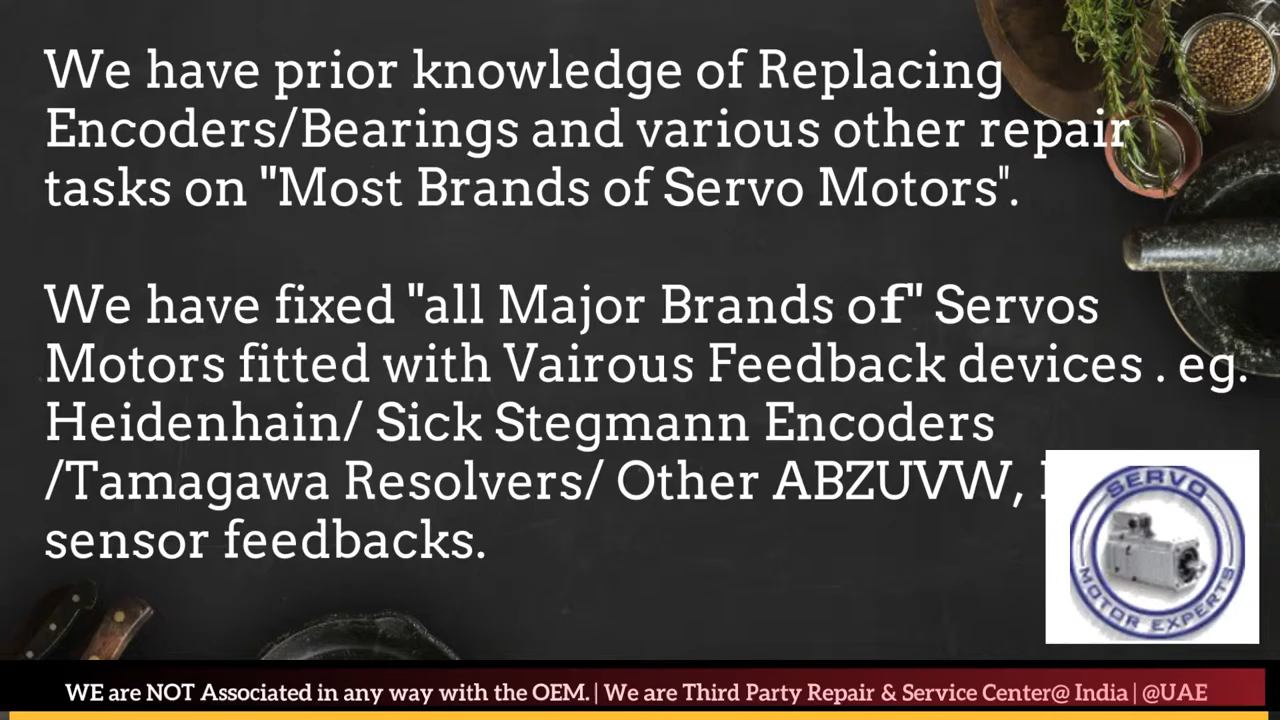 We have prior knowledge of Replacing
Encoders/Bearings and various other repair
tasks on "Most Brands of Servo Motors".
We have fixed "all Major Brands of" Servos
Motors fitted with Vairous Feedback devices . eg.
Heidenhain/ Sick Stegmann Encoders
/Tamagawa Resolvers/ Other ABZUVW,
sensor feedbacks.
SERVO
MOTOR EXPERTS
WE are NOT Associated in any way with the OEM. | We are Third Party Repair & Service Center@ India | @UAE